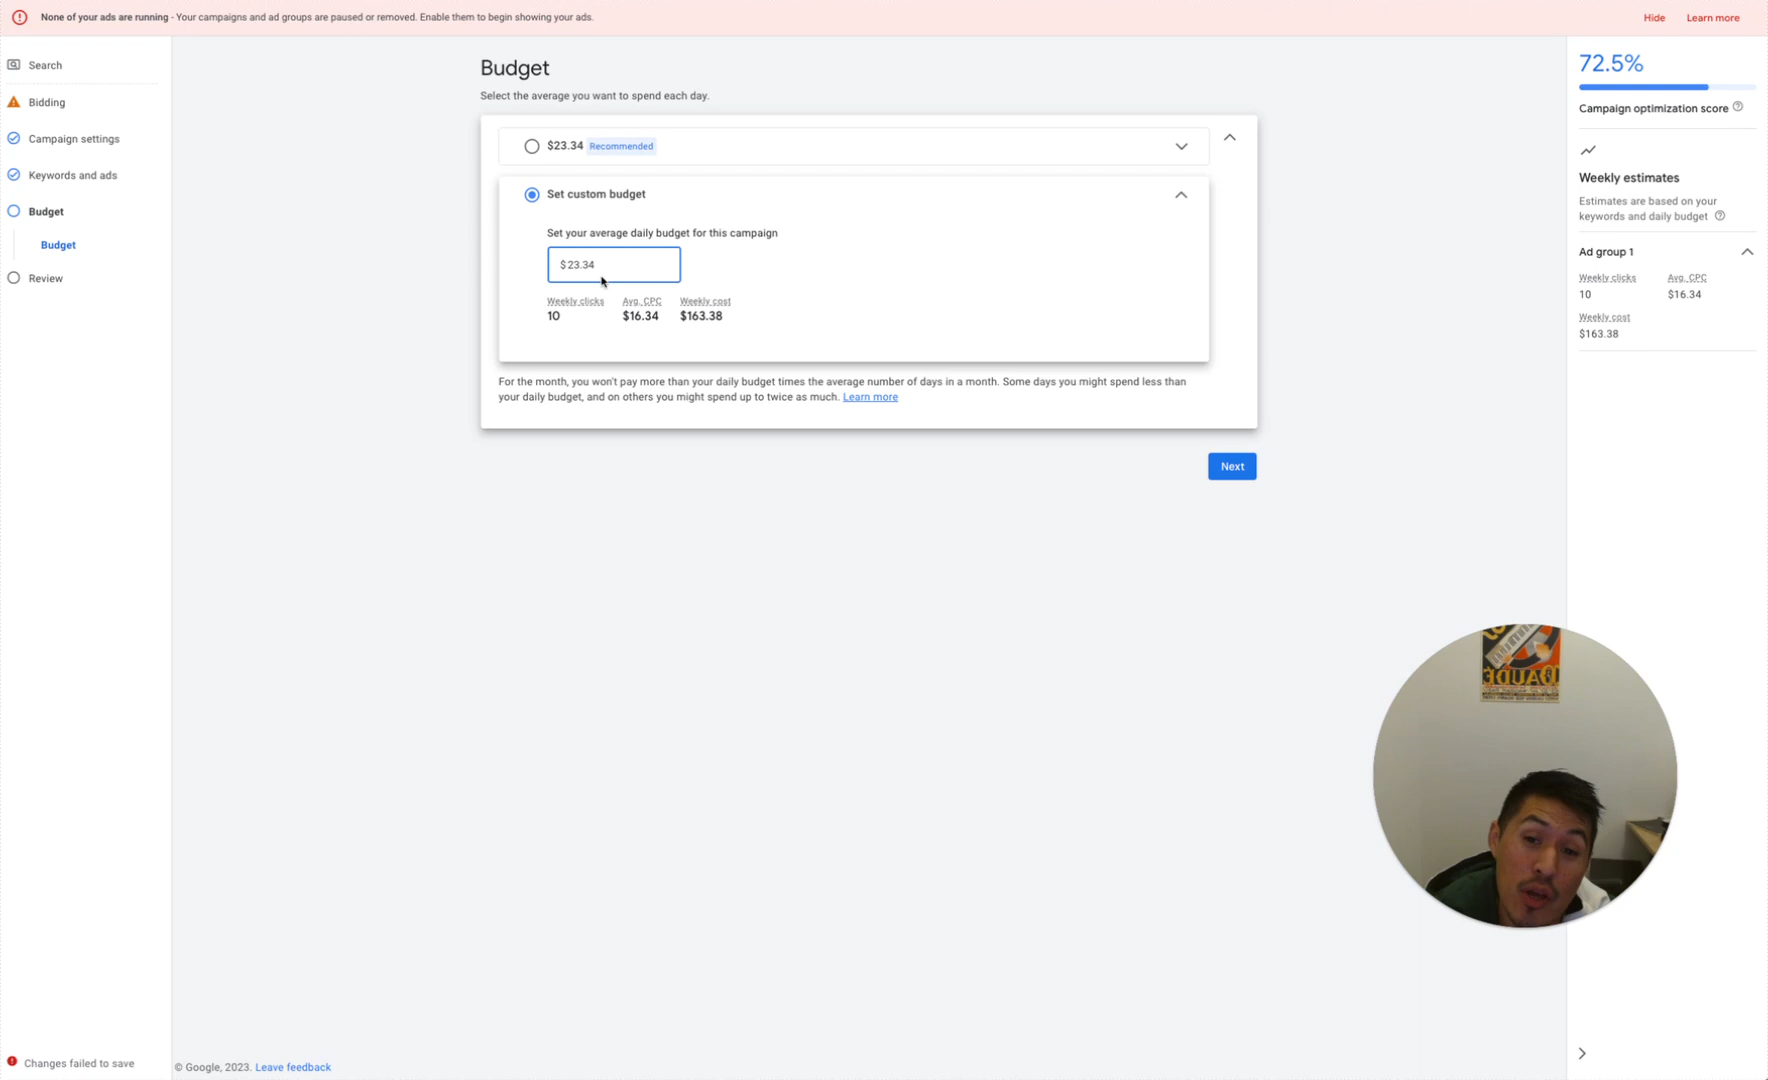 None of your ads are running - Your campaigns and ad groups are paused or removed. Enable them to begin showing your ads.
Hide
Learn more
Search
Bidding
Campaign settings
Keywords and ads
Budget
Budget
Review
Budget
Select the average you want to spend each day.
$23.34 Recommended
Set custom budget
Set your average daily budget for this campaign
$ 23.34
Weekly clicks Avg. CPC Weekly cost
10 $16.34 $163.38
For the month, you won't pay more than your daily budget times the average number of days in a month. Some days you might spend less than
your daily budget, and on others you might spend up to twice as much. Learn more
Next
72.5%
Campaign optimization score
Weekly estimates
Estimates are based on your
keywords and daily budget
Ad group 1
Weekly clicks Avg. CPC
10 $16.34
Weekly cost
$163.38
Changes failed to save
© Google, 2023. Leave feedback